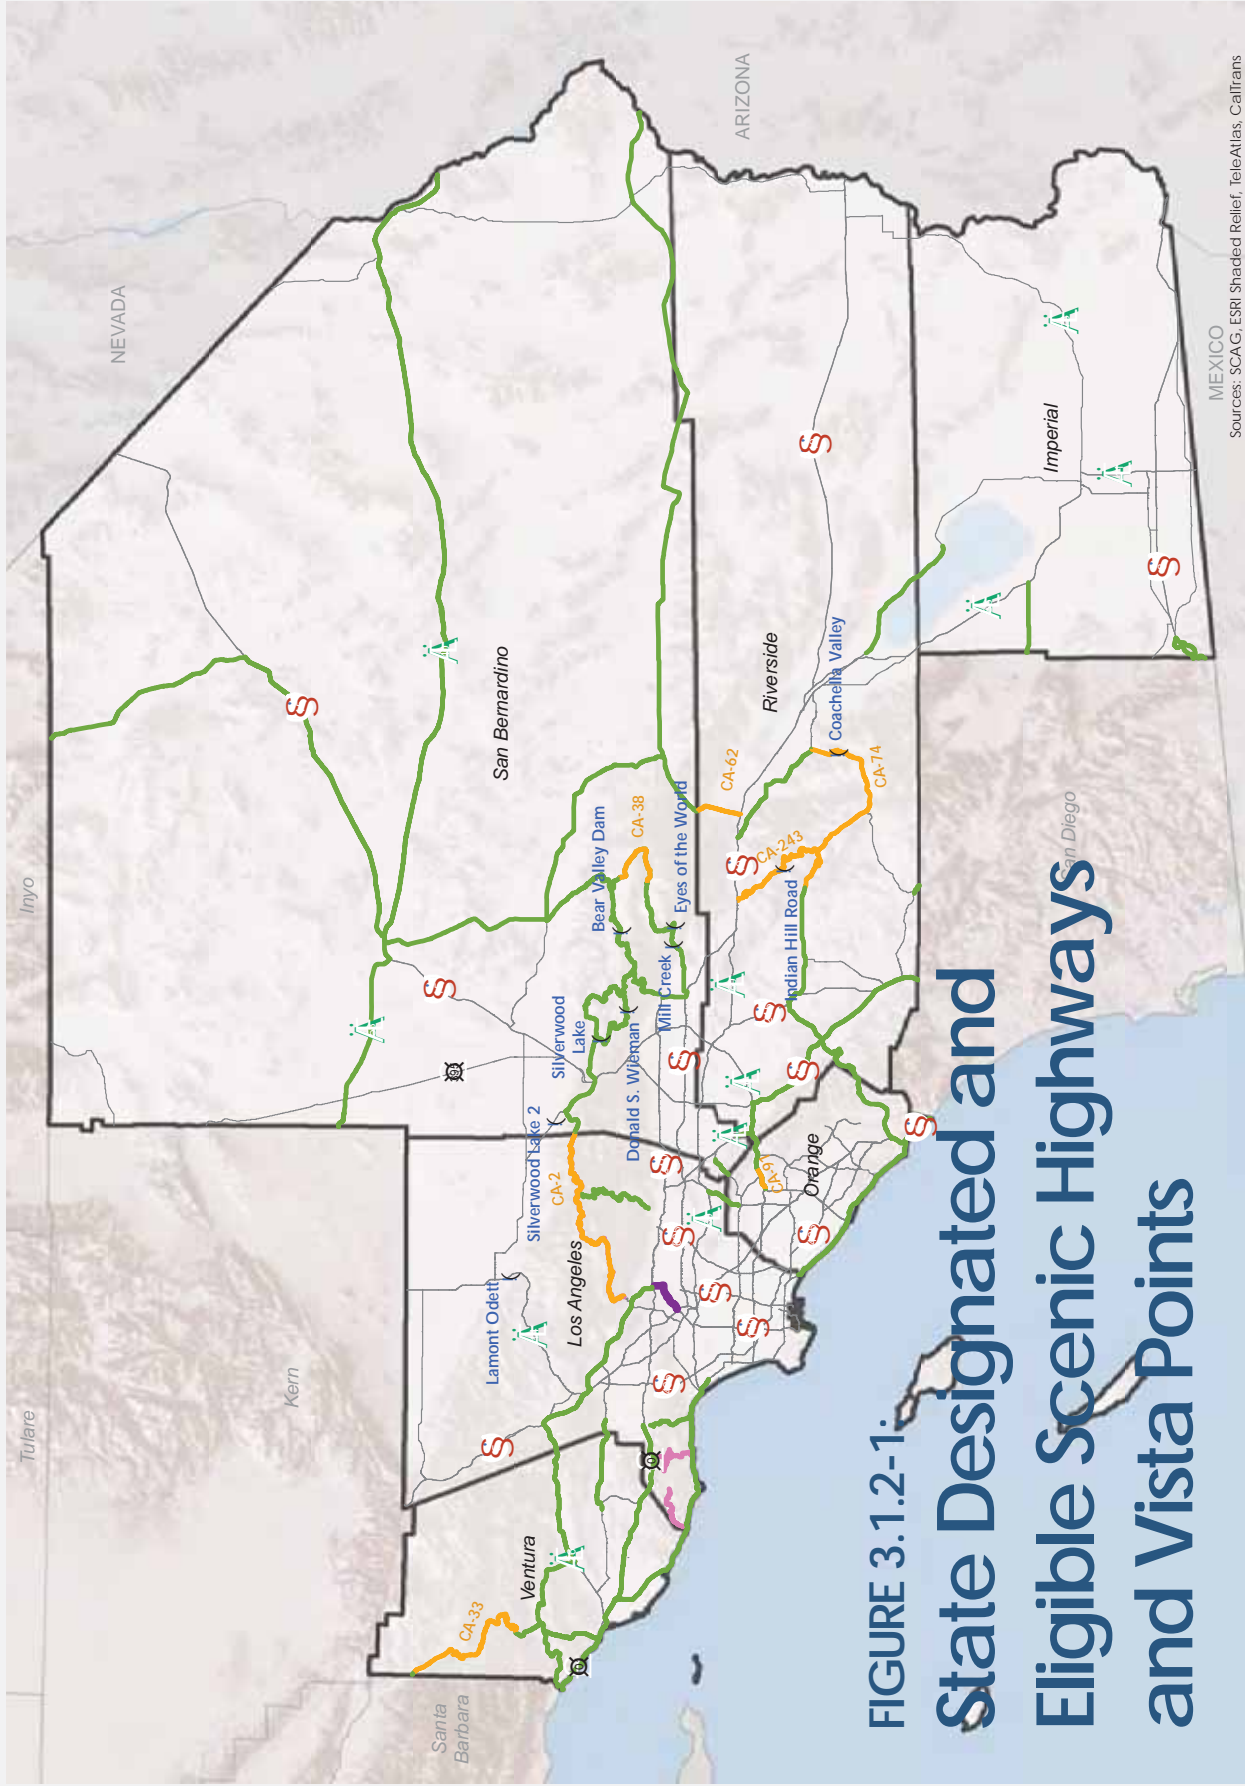 FIGURE 3.1.2-1:
State Designated and
Eligible Scenic Highways
and Vista Points
Tulare
Inyo
Kern
NEVADA
ARIZONA
MEXICO
Santa
Barbara
San Diego
Ventura
Los Angeles
San Bernardino
Orange
Riverside
Imperial
CA-33
CA-2
CA-91
CA-38
CA-62
CA-243
CA-74
Lamont Odett
Silverwood Lake 2
Silverwood
Lake
Donald S. Wieman
Bear Valley Dam
Mill Creek
Eyes of the World
Indian Hill Road
Coachella Valley
Sources: SCAG, ESRI Shaded Relief, TeleAtlas, CalTrans